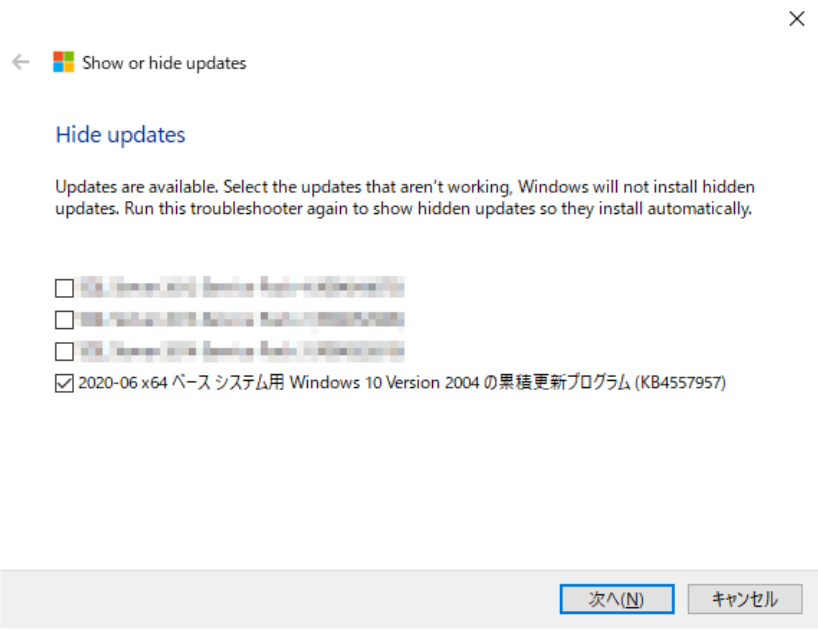 Show or hide updates
Hide updates
Updates are available. Select the updates that aren't working, Windows will not install hidden
updates. Run this troubleshooter again to show hidden updates so they install automatically.
2020-06 x64 ベース システム用 Windows 10 Version 2004 の累積更新プログラム (KB4557957)
次へ(N)
キャンセル